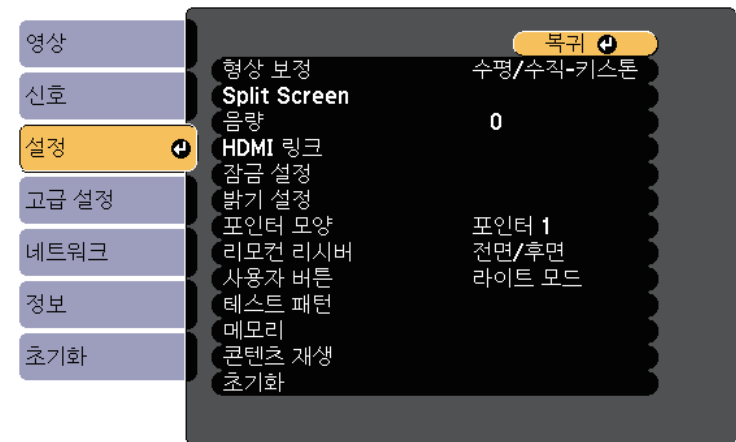 영상
신호
설정
고급 설정
네트워크
정보
초기화
복귀
형상 보정 수평/수직-키스톤
Split Screen
음량 0
HDMI 링크
잠금 설정
밝기 설정
포인터 모양 포인터 1
리모컨 리시버 전면/후면
사용자 버튼 라이트 모드
테스트 패턴
메모리
콘텐츠 재생
초기화